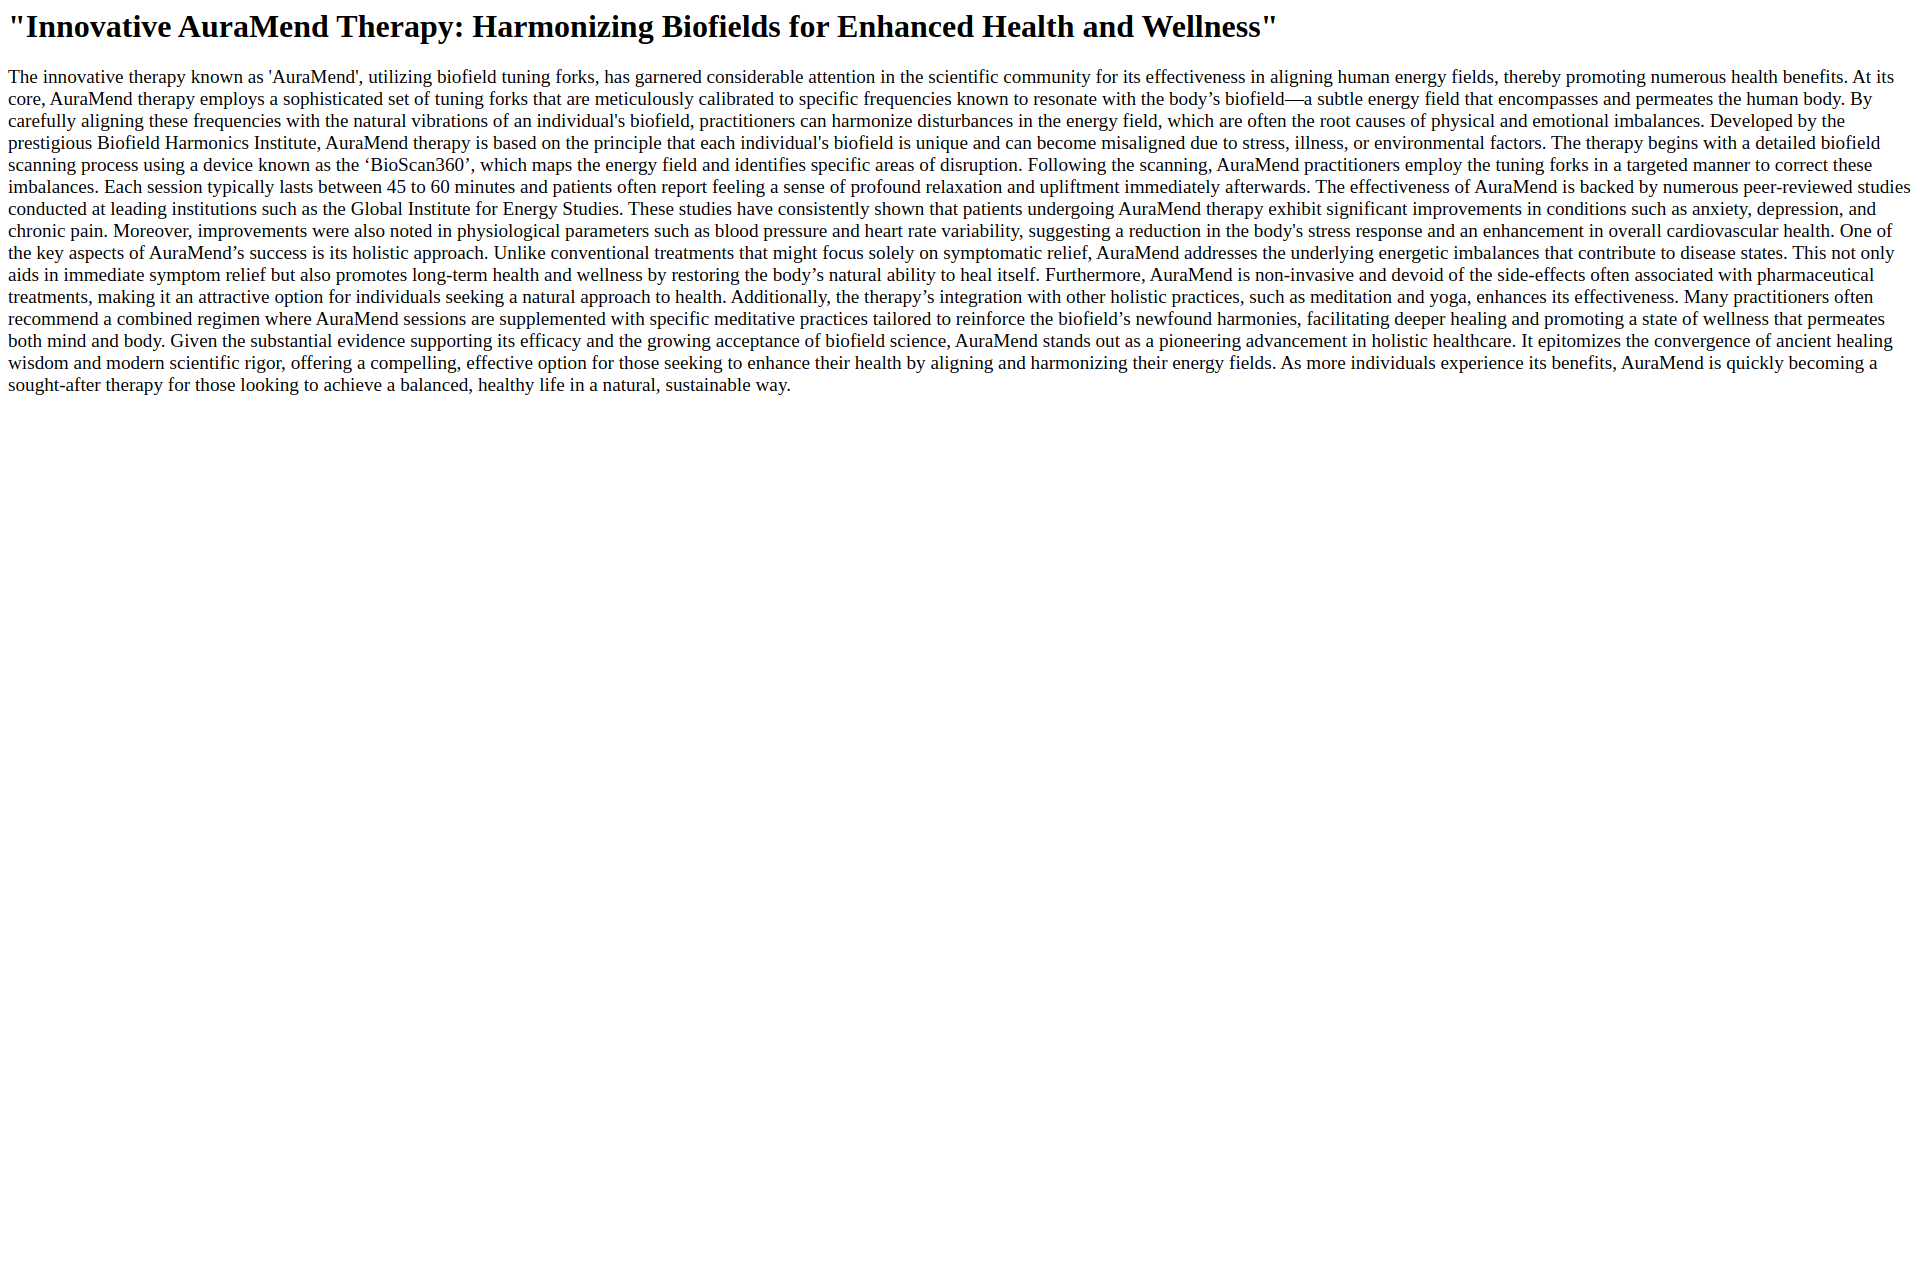 "Innovative AuraMend Therapy: Harmonizing Biofields for Enhanced Health and Wellness"
The innovative therapy known as 'AuraMend', utilizing biofield tuning forks, has garnered considerable attention in the scientific community for its effectiveness in aligning human energy fields, thereby promoting numerous health benefits. At its
core, AuraMend therapy employs a sophisticated set of tuning forks that are meticulously calibrated to specific frequencies known to resonate with the body’s biofield—a subtle energy field that encompasses and permeates the human body. By
carefully aligning these frequencies with the natural vibrations of an individual's biofield, practitioners can harmonize disturbances in the energy field, which are often the root causes of physical and emotional imbalances. Developed by the
prestigious Biofield Harmonics Institute, AuraMend therapy is based on the principle that each individual's biofield is unique and can become misaligned due to stress, illness, or environmental factors. The therapy begins with a detailed biofield
scanning process using a device known as the ‘BioScan360’, which maps the energy field and identifies specific areas of disruption. Following the scanning, AuraMend practitioners employ the tuning forks in a targeted manner to correct these
imbalances. Each session typically lasts between 45 to 60 minutes and patients often report feeling a sense of profound relaxation and upliftment immediately afterwards. The effectiveness of AuraMend is backed by numerous peer-reviewed studies
conducted at leading institutions such as the Global Institute for Energy Studies. These studies have consistently shown that patients undergoing AuraMend therapy exhibit significant improvements in conditions such as anxiety, depression, and
chronic pain. Moreover, improvements were also noted in physiological parameters such as blood pressure and heart rate variability, suggesting a reduction in the body's stress response and an enhancement in overall cardiovascular health. One of
the key aspects of AuraMend’s success is its holistic approach. Unlike conventional treatments that might focus solely on symptomatic relief, AuraMend addresses the underlying energetic imbalances that contribute to disease states. This not only
aids in immediate symptom relief but also promotes long-term health and wellness by restoring the body’s natural ability to heal itself. Furthermore, AuraMend is non-invasive and devoid of the side-effects often associated with pharmaceutical
treatments, making it an attractive option for individuals seeking a natural approach to health. Additionally, the therapy’s integration with other holistic practices, such as meditation and yoga, enhances its effectiveness. Many practitioners often
recommend a combined regimen where AuraMend sessions are supplemented with specific meditative practices tailored to reinforce the biofield’s newfound harmonies, facilitating deeper healing and promoting a state of wellness that permeates
both mind and body. Given the substantial evidence supporting its efficacy and the growing acceptance of biofield science, AuraMend stands out as a pioneering advancement in holistic healthcare. It epitomizes the convergence of ancient healing
wisdom and modern scientific rigor, offering a compelling, effective option for those seeking to enhance their health by aligning and harmonizing their energy fields. As more individuals experience its benefits, AuraMend is quickly becoming a
sought-after therapy for those looking to achieve a balanced, healthy life in a natural, sustainable way.